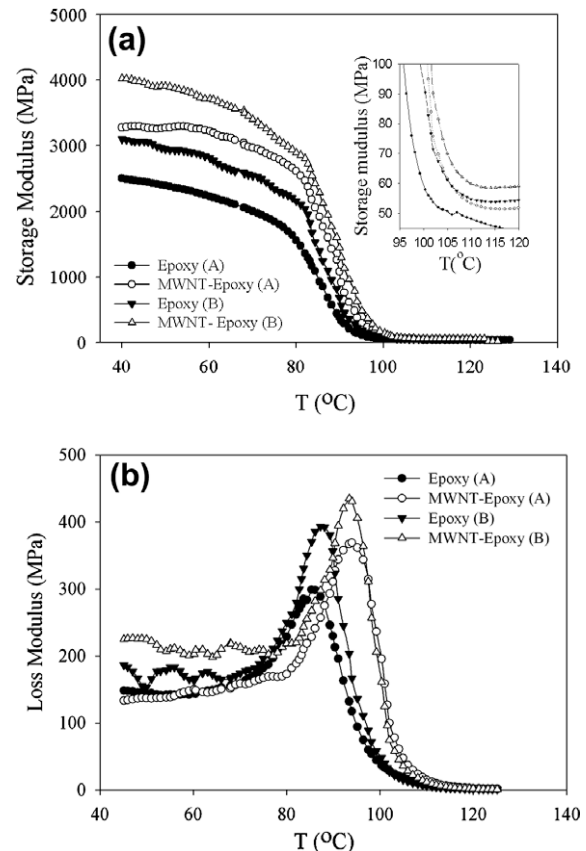 (a)
5000
4000
3000
2000
1000
0
Storage Modulus (MPa)
Epoxy (A)
MWNT-Epoxy (A)
Epoxy (B)
MWNT- Epoxy (B)
40 60 80 100 120 140
T (°C)
100
90
80
70
60
50
Storage mudulus (MPa)
95 100 105 110 115 120
T(°C)
(b)
500
400
300
200
100
0
Loss Modulus (MPa)
Epoxy (A)
MWNT-Epoxy (A)
Epoxy (B)
MWNT-Epoxy (B)
40 60 80 100 120 140
T (°C)